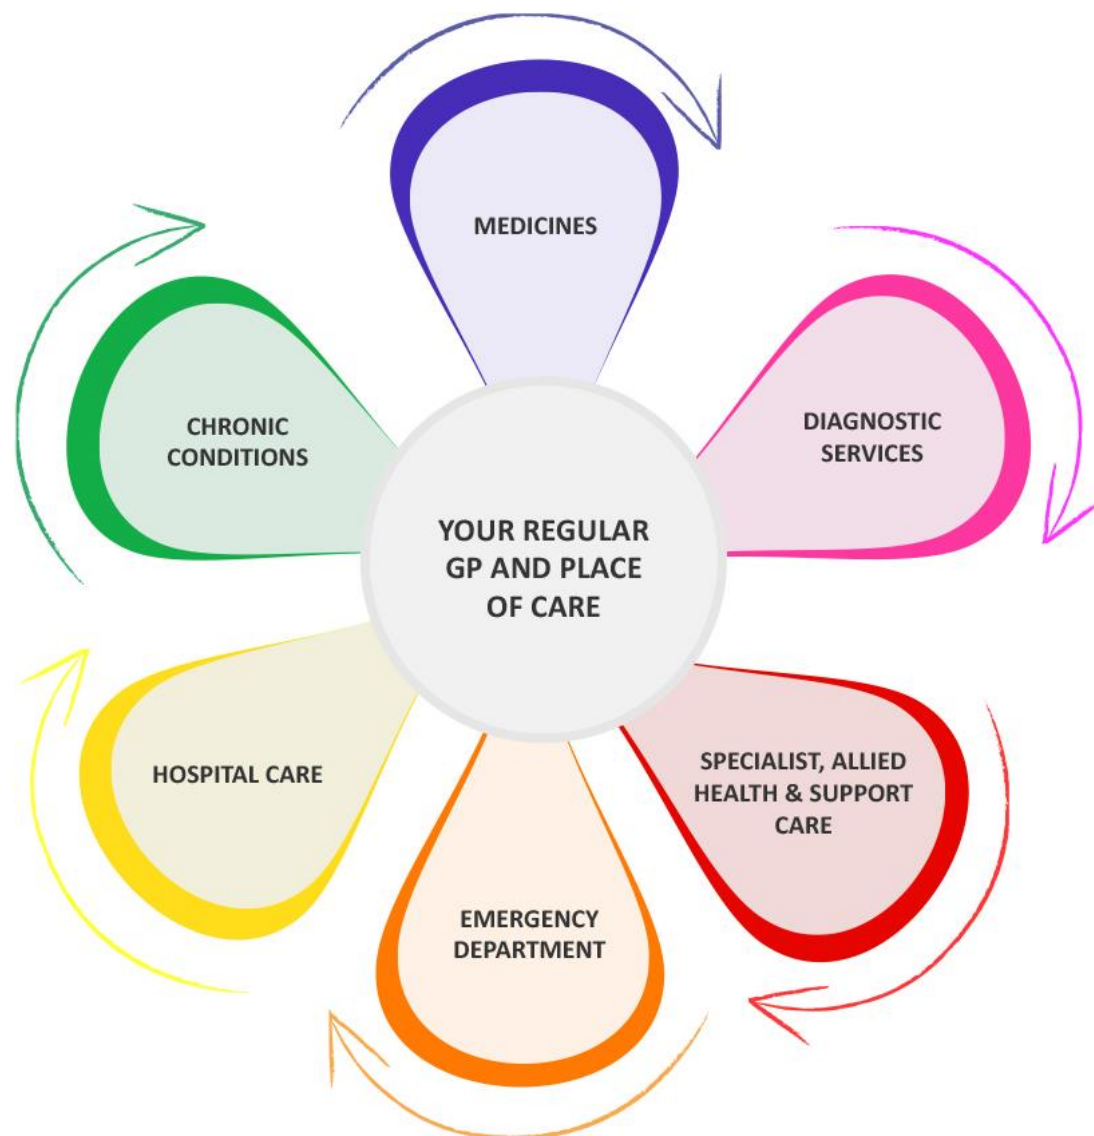 MEDICINES
DIAGNOSTIC
SERVICES
CHRONIC
CONDITIONS
YOUR REGULAR
GP AND PLACE
OF CARE
SPECIALIST, ALLIED
HEALTH & SUPPORT
CARE
HOSPITAL CARE
EMERGENCY
DEPARTMENT